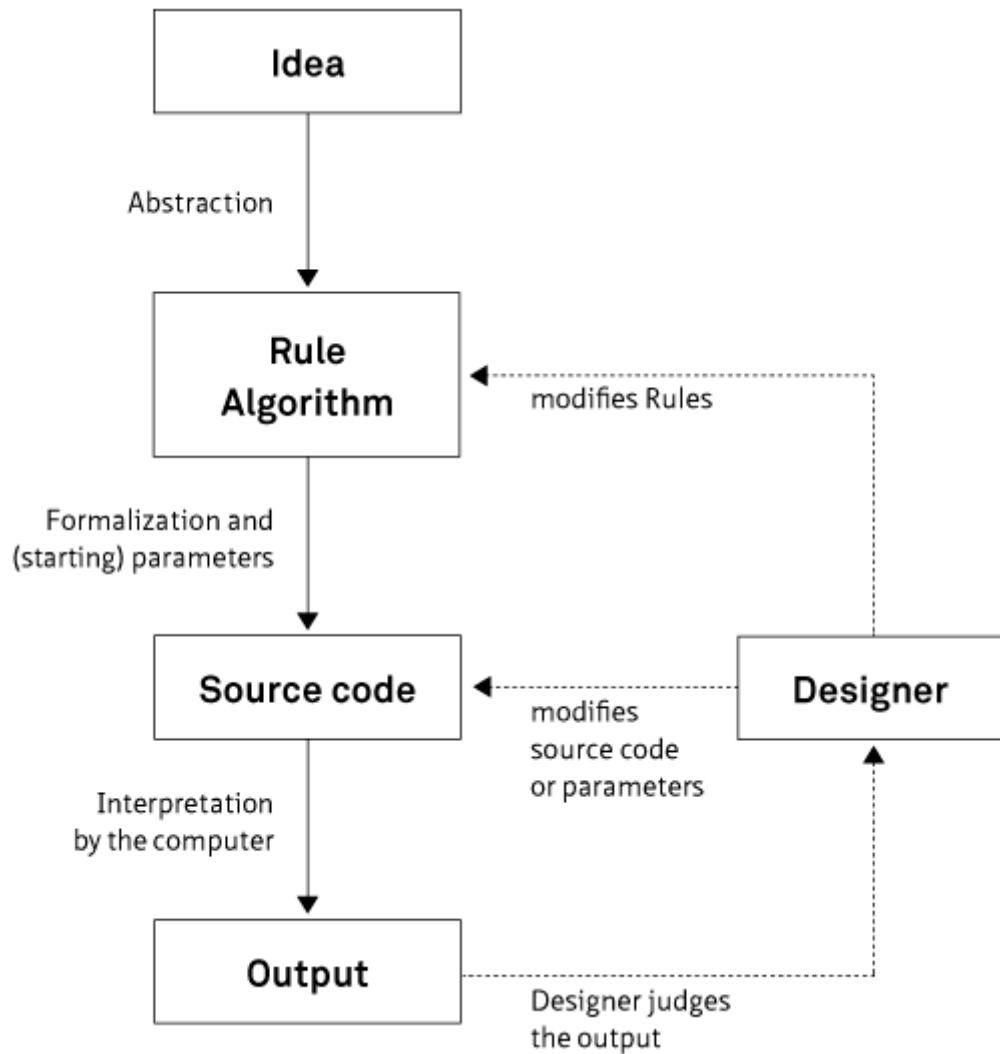 Idea
Abstraction
Rule
Algorithm
modifies Rules
Formalization and
(starting) parameters
Source code
modifies
source code
or parameters
Designer
Interpretation
by the computer
Output
Designer judges
the output